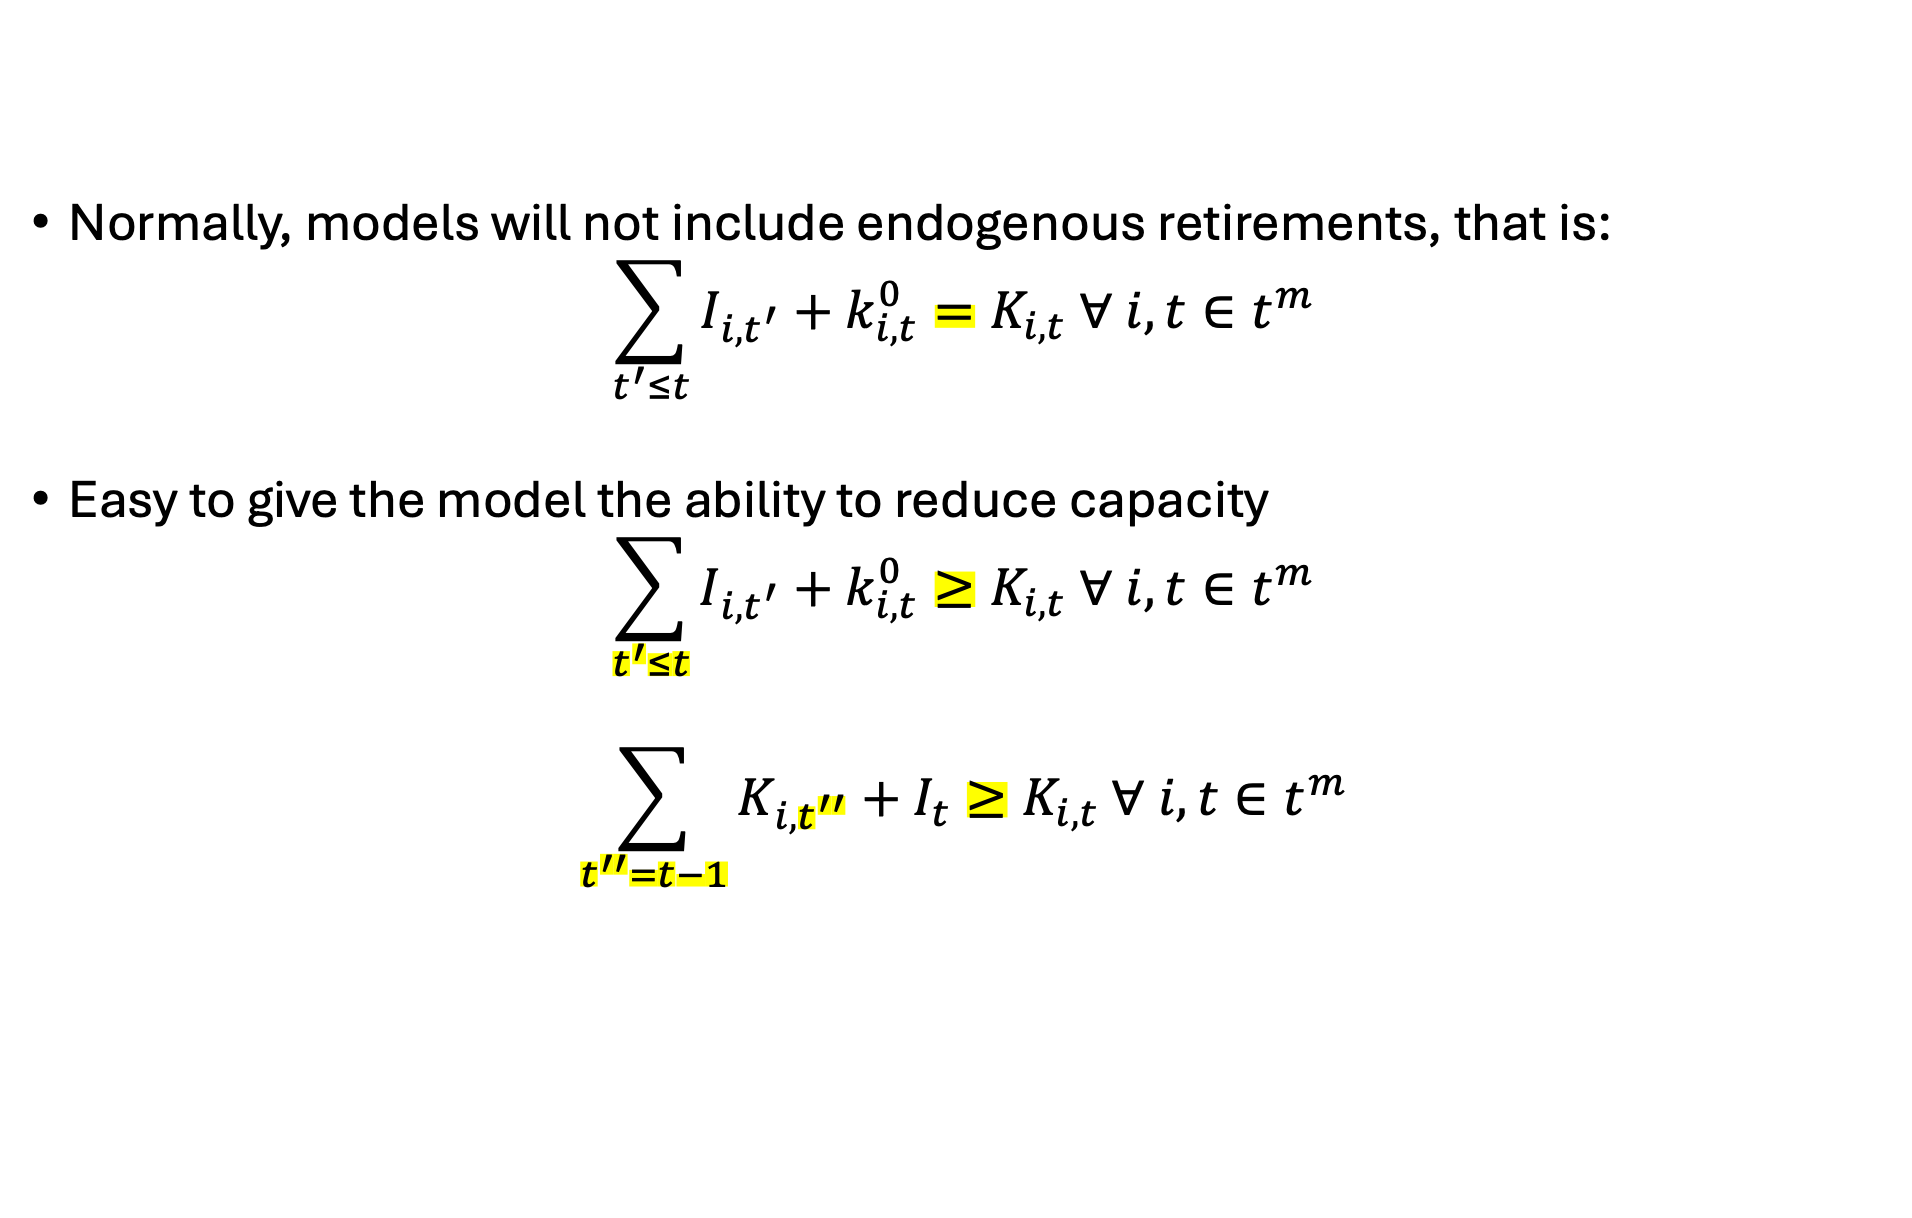 • Normally, models will not include endogenous retirements, that is:
∑_{t′≤t} I_{i,t′} + k^0_{i,t} = K_{i,t} ∀ i, t ∈ t^m
• Easy to give the model the ability to reduce capacity
∑_{t′≤t} I_{i,t′} + k^0_{i,t} ≥ K_{i,t} ∀ i, t ∈ t^m
∑_{t′′=t−1} K_{i,t′′} + I_t ≥ K_{i,t} ∀ i, t ∈ t^m